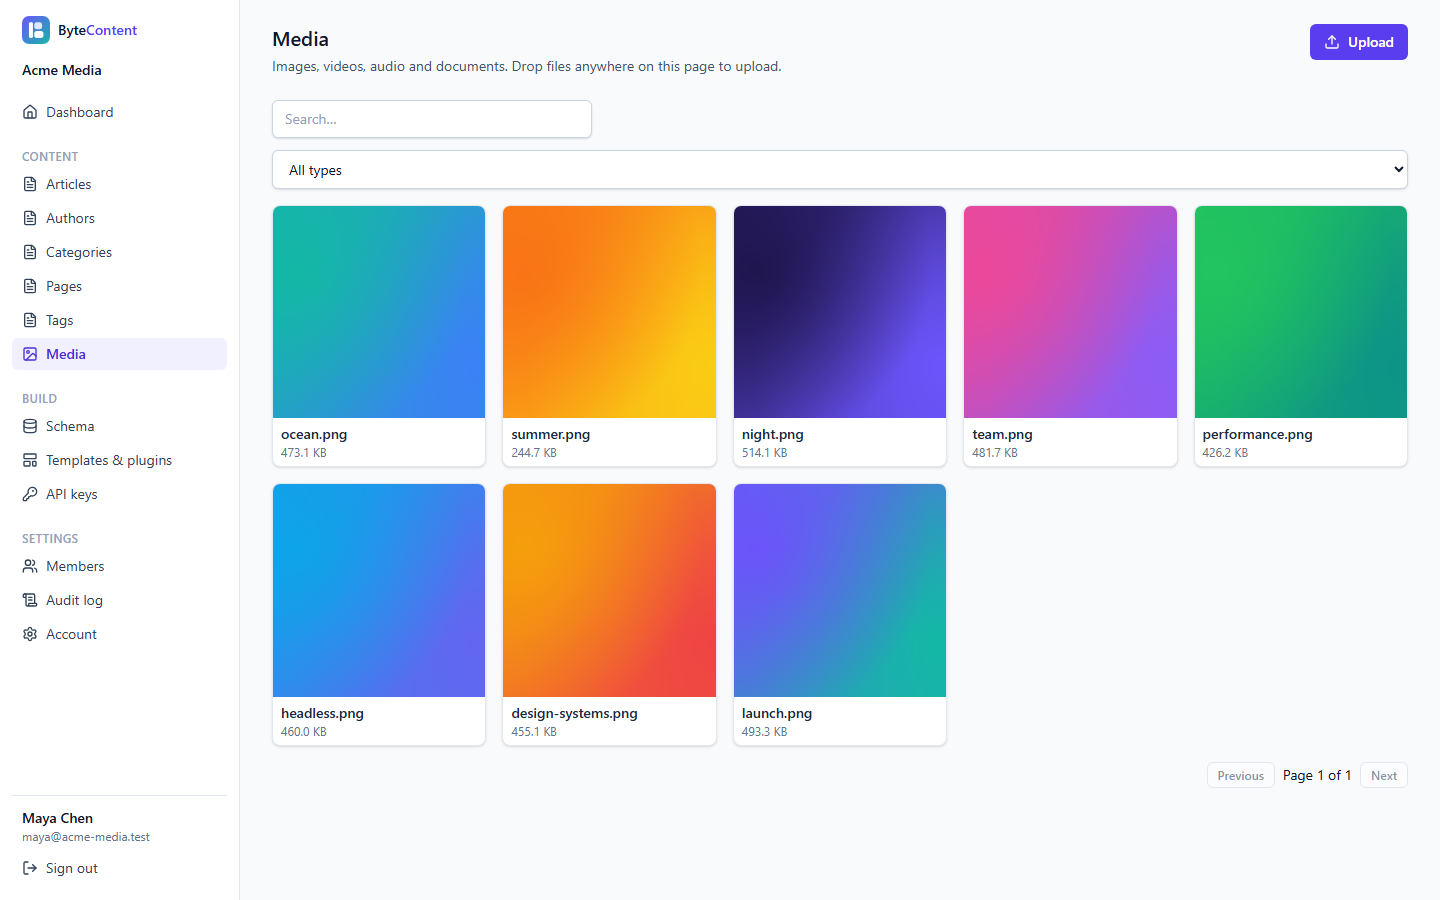 ByteContent
Acme Media
Dashboard
CONTENT
Articles
Authors
Categories
Pages
Tags
Media
BUILD
Schema
Templates & plugins
API keys
SETTINGS
Members
Audit log
Account
Maya Chen
maya@acme-media.test
Sign out
Media
Images, videos, audio and documents. Drop files anywhere on this page to upload.
Upload
Search...
All types
ocean.png
473.1 KB
summer.png
244.7 KB
night.png
514.1 KB
team.png
481.7 KB
performance.png
426.2 KB
headless.png
460.0 KB
design-systems.png
455.1 KB
launch.png
493.3 KB
Previous
Page 1 of 1
Next